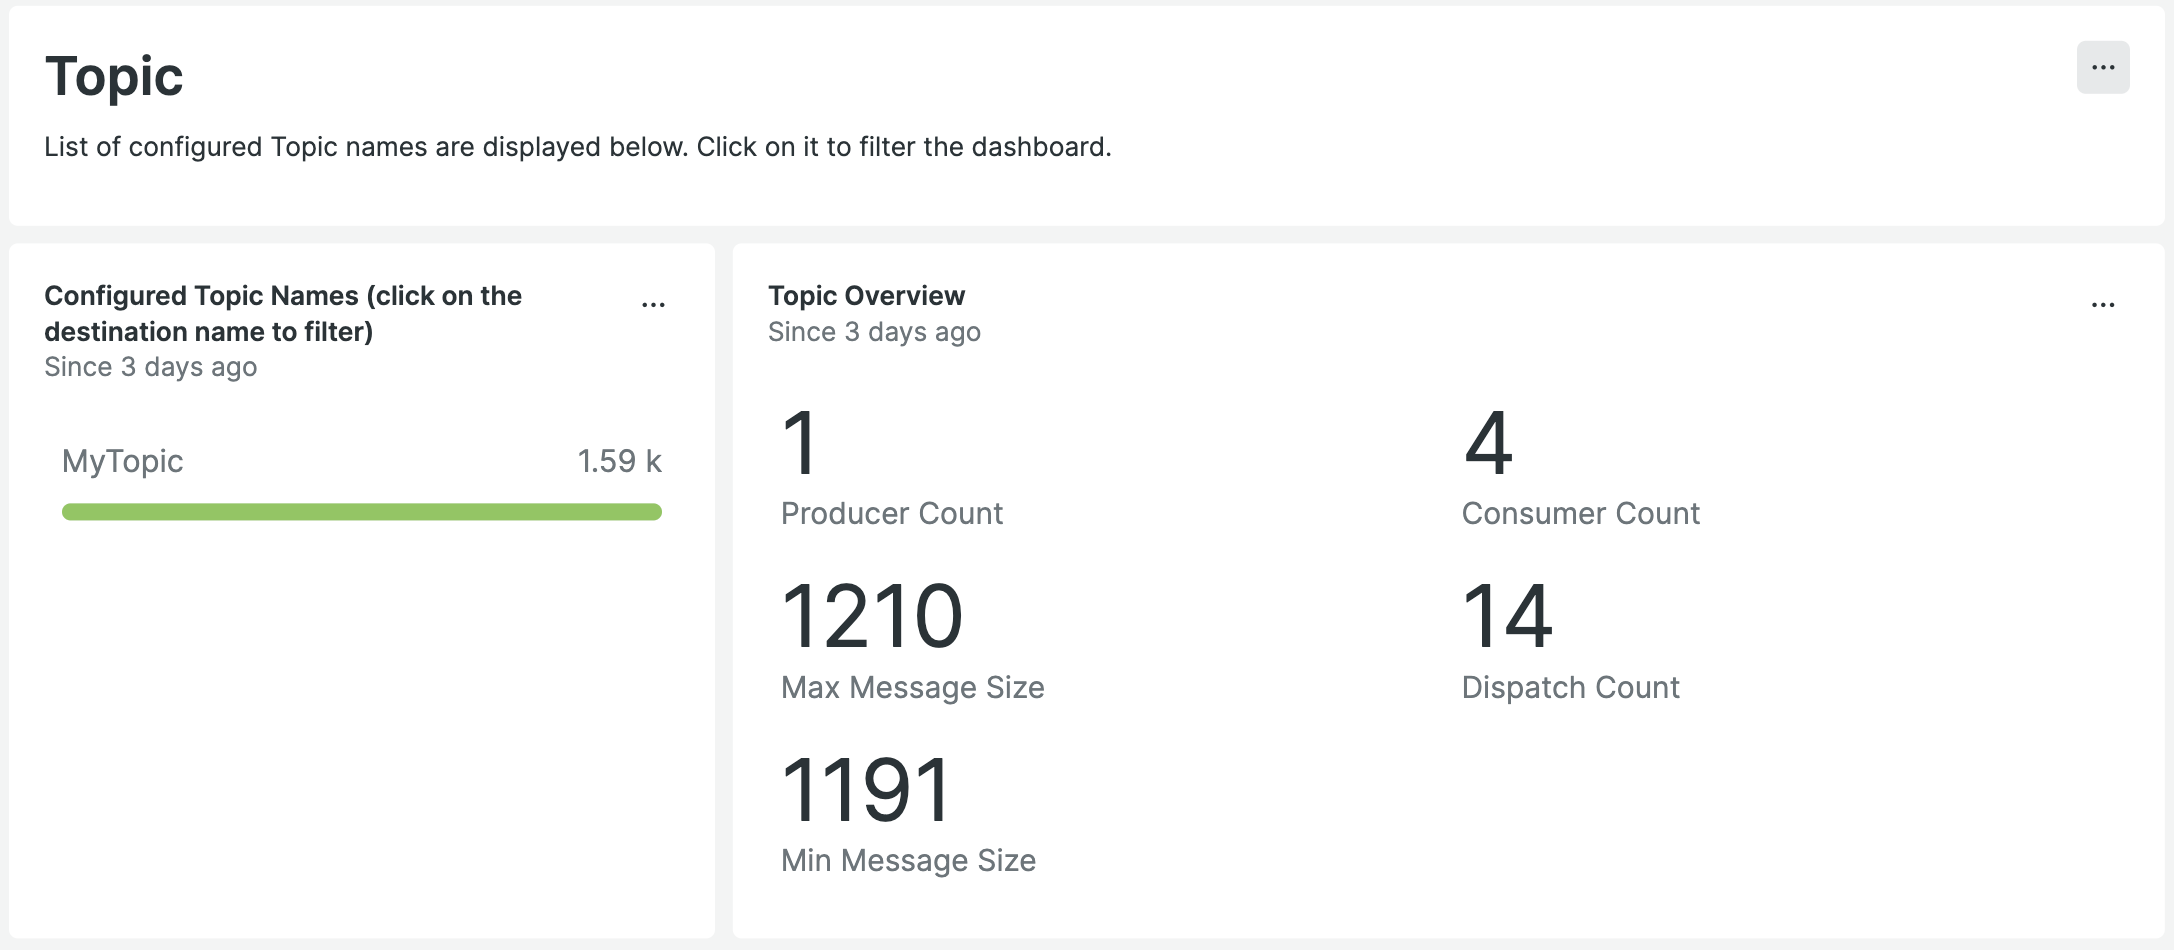 Topic
...
List of configured Topic names are displayed below. Click on it to filter the dashboard.
Configured Topic Names (click on the
destination name to filter)
...
Since 3 days ago
MyTopic 1.59 k
Topic Overview
...
Since 3 days ago
1
Producer Count
4
Consumer Count
1210
Max Message Size
14
Dispatch Count
1191
Min Message Size